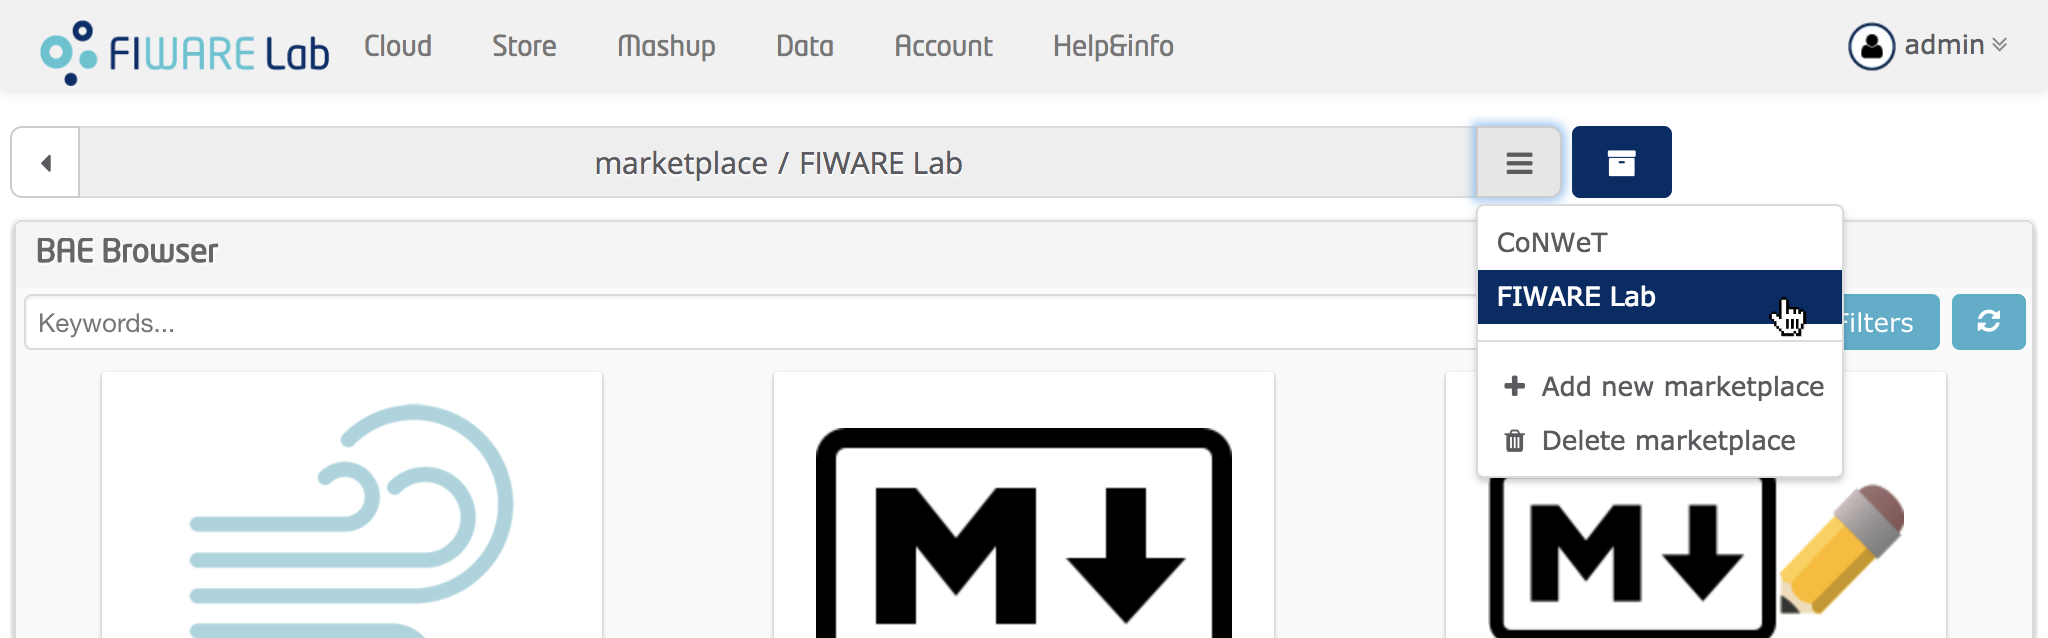 FIWARE Lab Cloud Store Mashup Data Account Help&info admin
marketplace / FIWARE Lab
BAE Browser
CoNWeT
FIWARE Lab
Keywords...
Filters
Add new marketplace
Delete marketplace
M
M